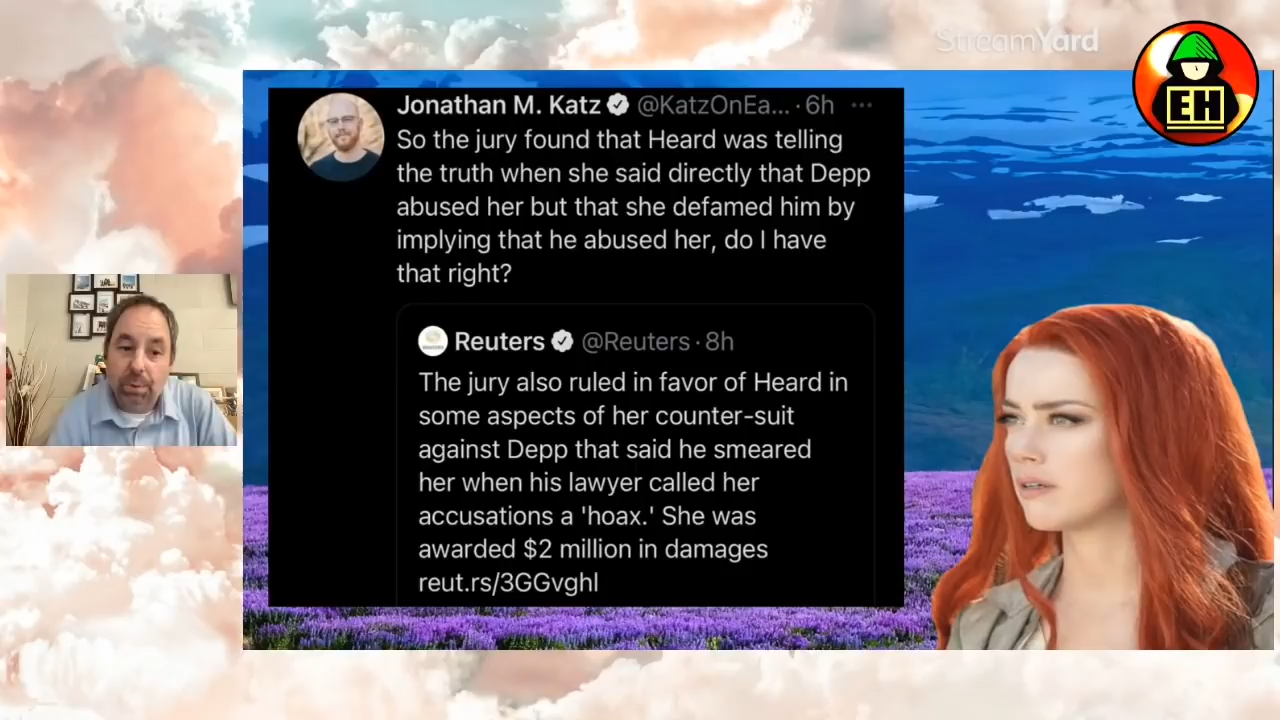 StreamYard
EH
Jonathan M. Katz @KatzOnEa... · 6h ···
So the jury found that Heard was telling
the truth when she said directly that Depp
abused her but that she defamed him by
implying that he abused her, do I have
that right?
Reuters @Reuters · 8h
The jury also ruled in favor of Heard in
some aspects of her counter-suit
against Depp that said he smeared
her when his lawyer called her
accusations a 'hoax.' She was
awarded $2 million in damages
reut.rs/3GGvghl